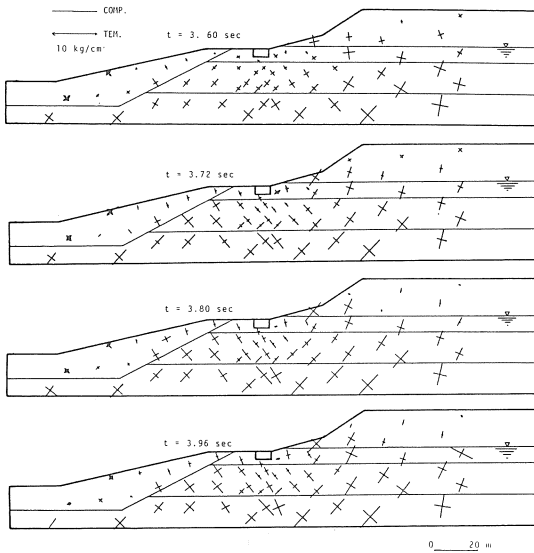 COMP.
TEM.
10 kg/cm
t = 3.60 sec
t = 3.72 sec
t = 3.80 sec
t = 3.96 sec
0 20 m